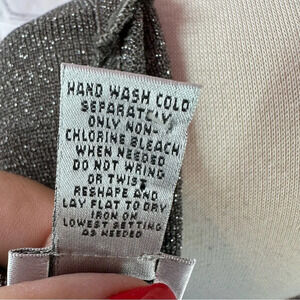 HAND WASH COLD
SEPARATELY
ONLY NON-
CHLORINE BLEACH
WHEN NEEDED
DO NOT WRING
OR TWIST
RESHAPE AND
LAY FLAT TO DRY
IRON ON
LOWEST SETTING
AS NEEDED